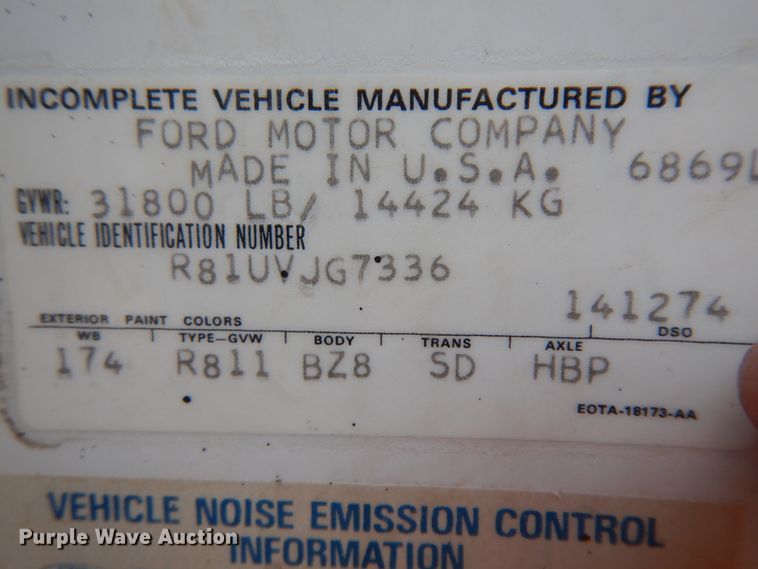 INCOMPLETE VEHICLE MANUFACTURED BY
FORD MOTOR COMPANY
MADE IN U.S.A. 6869L
GVWR: 31800 LB/ 14424 KG
VEHICLE IDENTIFICATION NUMBER
R81UVJG7336
141274
EXTERIOR PAINT COLORS DSO
WB TYPE-GVW BODY TRANS AXLE
174 R811 BZ8 SD HBP
EOTA-18173-AA
VEHICLE NOISE EMISSION CONTROL
INFORMATION
Purple Wave Auction